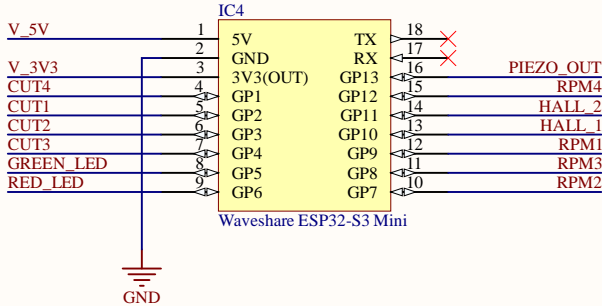 IC4
V_5V 1 5V TX 18
2 GND RX 17
V_3V3 3 3V3(OUT) GP13 16 PIEZO_OUT
CUT4 4 GP1 GP12 15 RPM4
CUT1 5 GP2 GP11 14 HALL_2
CUT2 6 GP3 GP10 13 HALL_1
CUT3 7 GP4 GP9 12 RPM1
GREEN_LED 8 GP5 GP8 11 RPM3
RED_LED 9 GP6 GP7 10 RPM2
Waveshare ESP32-S3 Mini
GND